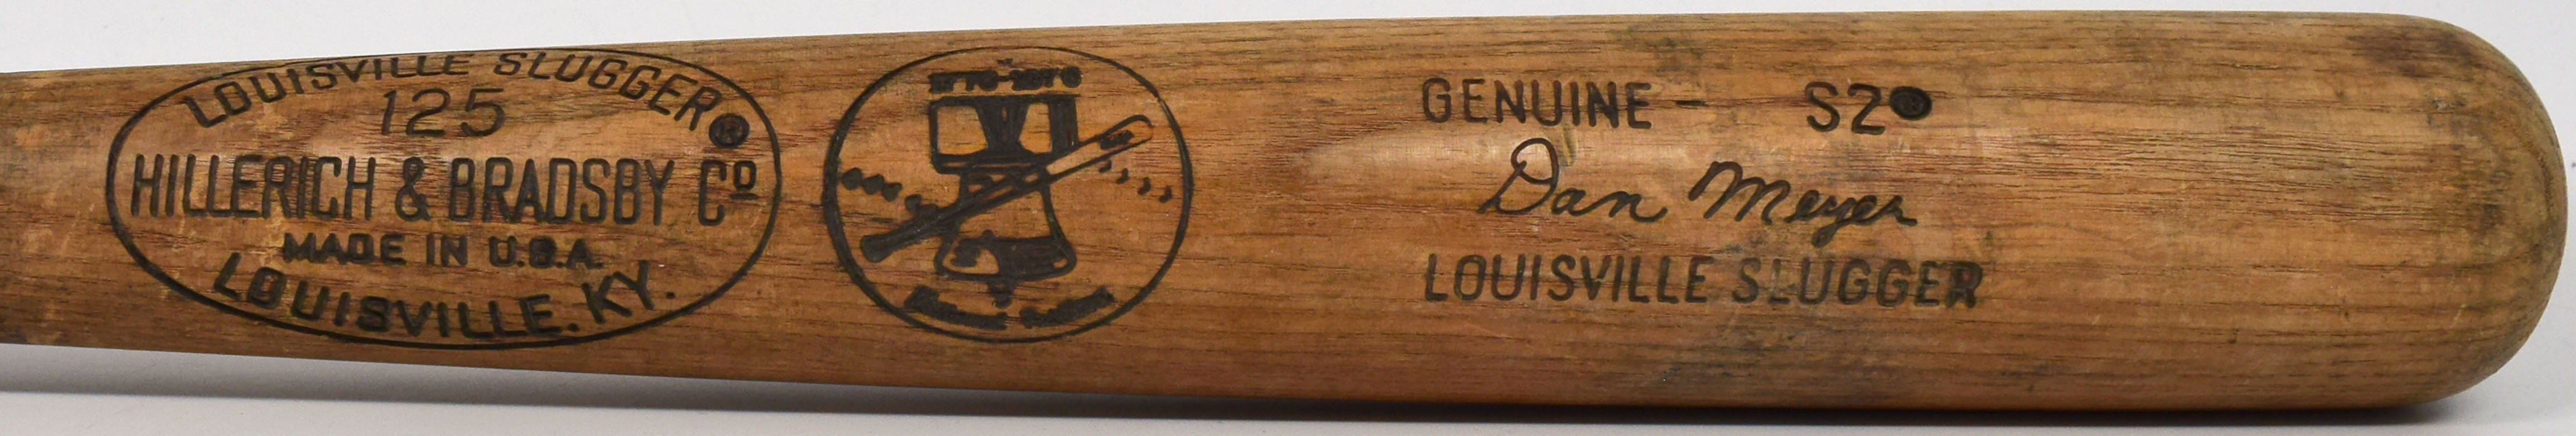 LOUISVILLE SLUGGER®
125
HILLERICH & BRADSBY Cº
MADE IN U.S.A.
LOUISVILLE. KY.
1776-1976
GENUINE - S2
Dan Meyer
LOUISVILLE SLUGGER